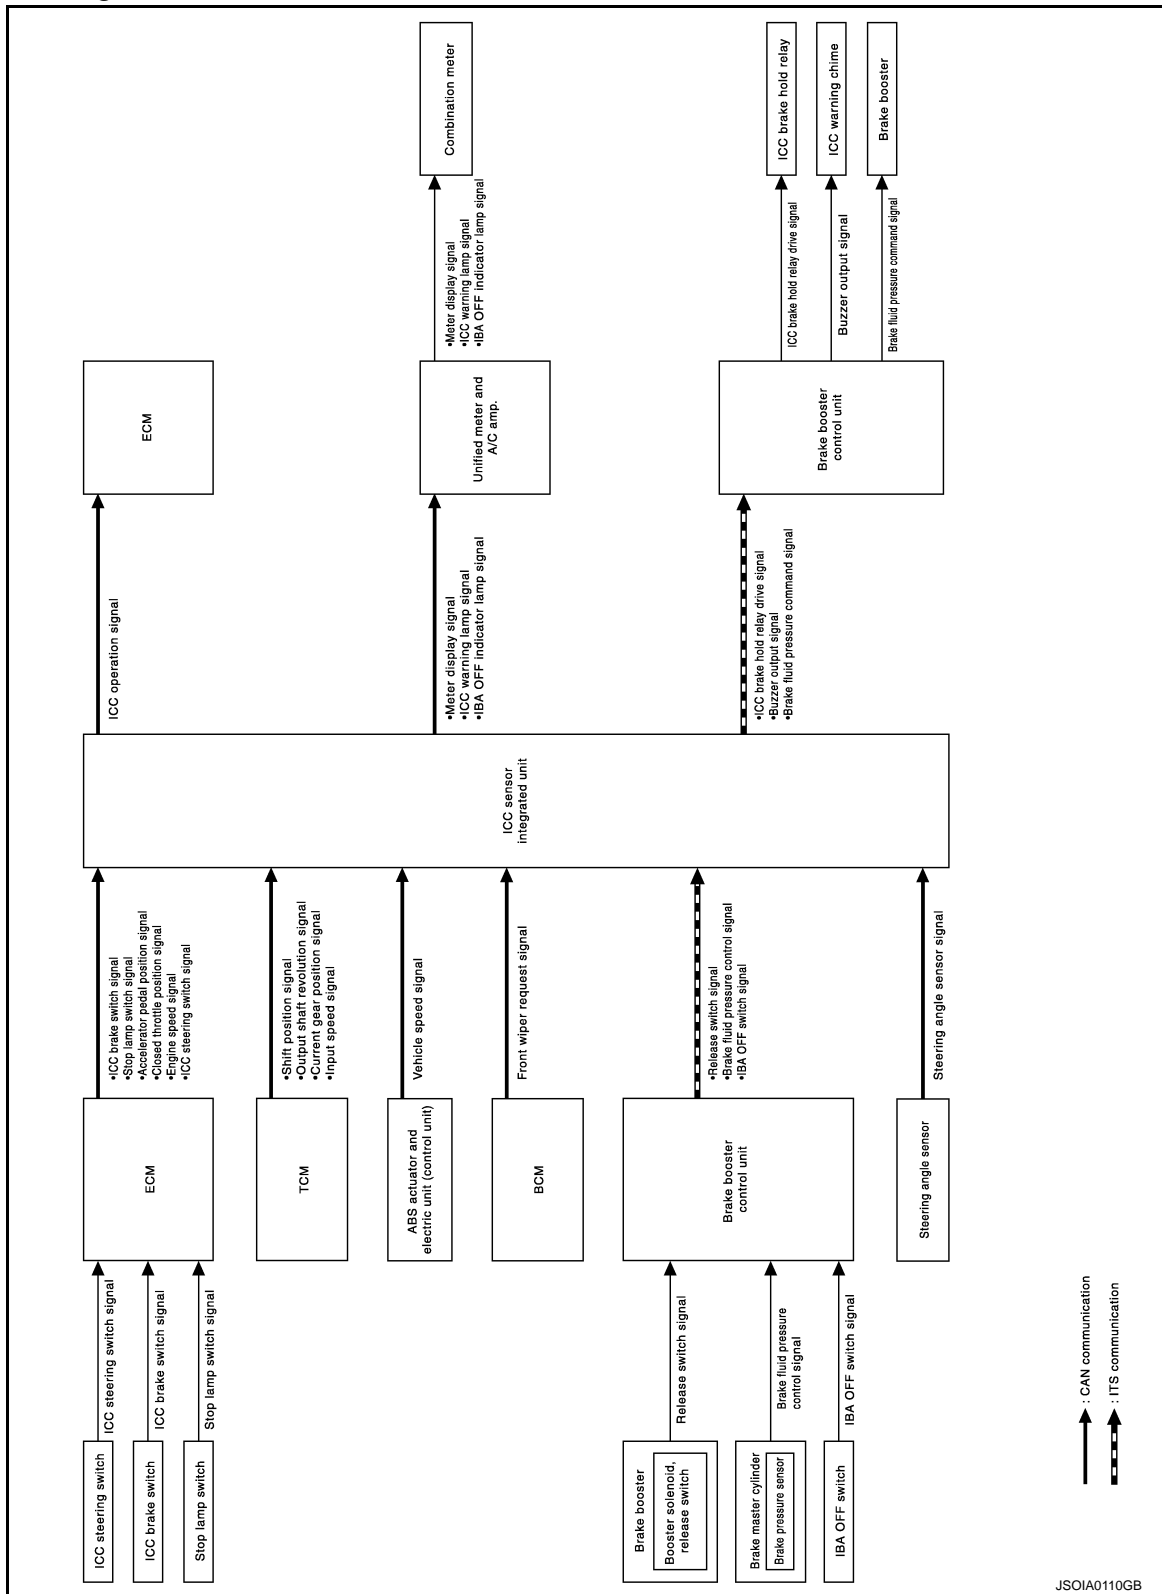 ICC steering switch
ICC brake switch
Stop lamp switch
Brake booster
Booster solenoid,
release switch
Brake master cylinder
Brake pressure sensor
IBA OFF switch
ICC steering switch signal
ICC brake switch signal
Stop lamp switch signal
Release switch signal
Brake fluid pressure
control signal
IBA OFF switch signal
ECM
TCM
ABS actuator and
electric unit (control unit)
BCM
Brake booster
control unit
Steering angle sensor
•ICC brake switch signal
•Stop lamp switch signal
•Accelerator pedal position signal
•Closed throttle position signal
•Engine speed signal
•ICC steering switch signal
•Shift position signal
•Output shaft revolution signal
•Current gear position signal
•Input speed signal
Vehicle speed signal
Front wiper request signal
•Release switch signal
•Brake fluid pressure control signal
•IBA OFF switch signal
Steering angle sensor signal
ICC sensor
integrated unit
ICC operation signal
•Meter display signal
•ICC warning lamp signal
•IBA OFF indicator lamp signal
•ICC brake hold relay drive signal
•Buzzer output signal
•Brake fluid pressure command signal
ECM
Unified meter and
A/C amp.
Brake booster
control unit
•Meter display signal
•ICC warning lamp signal
•IBA OFF indicator lamp signal
ICC brake hold relay drive signal
Buzzer output signal
Brake fluid pressure command signal
Combination meter
ICC brake hold relay
ICC warning chime
Brake booster
: CAN communication
: ITS communication
JSOIA0110GB